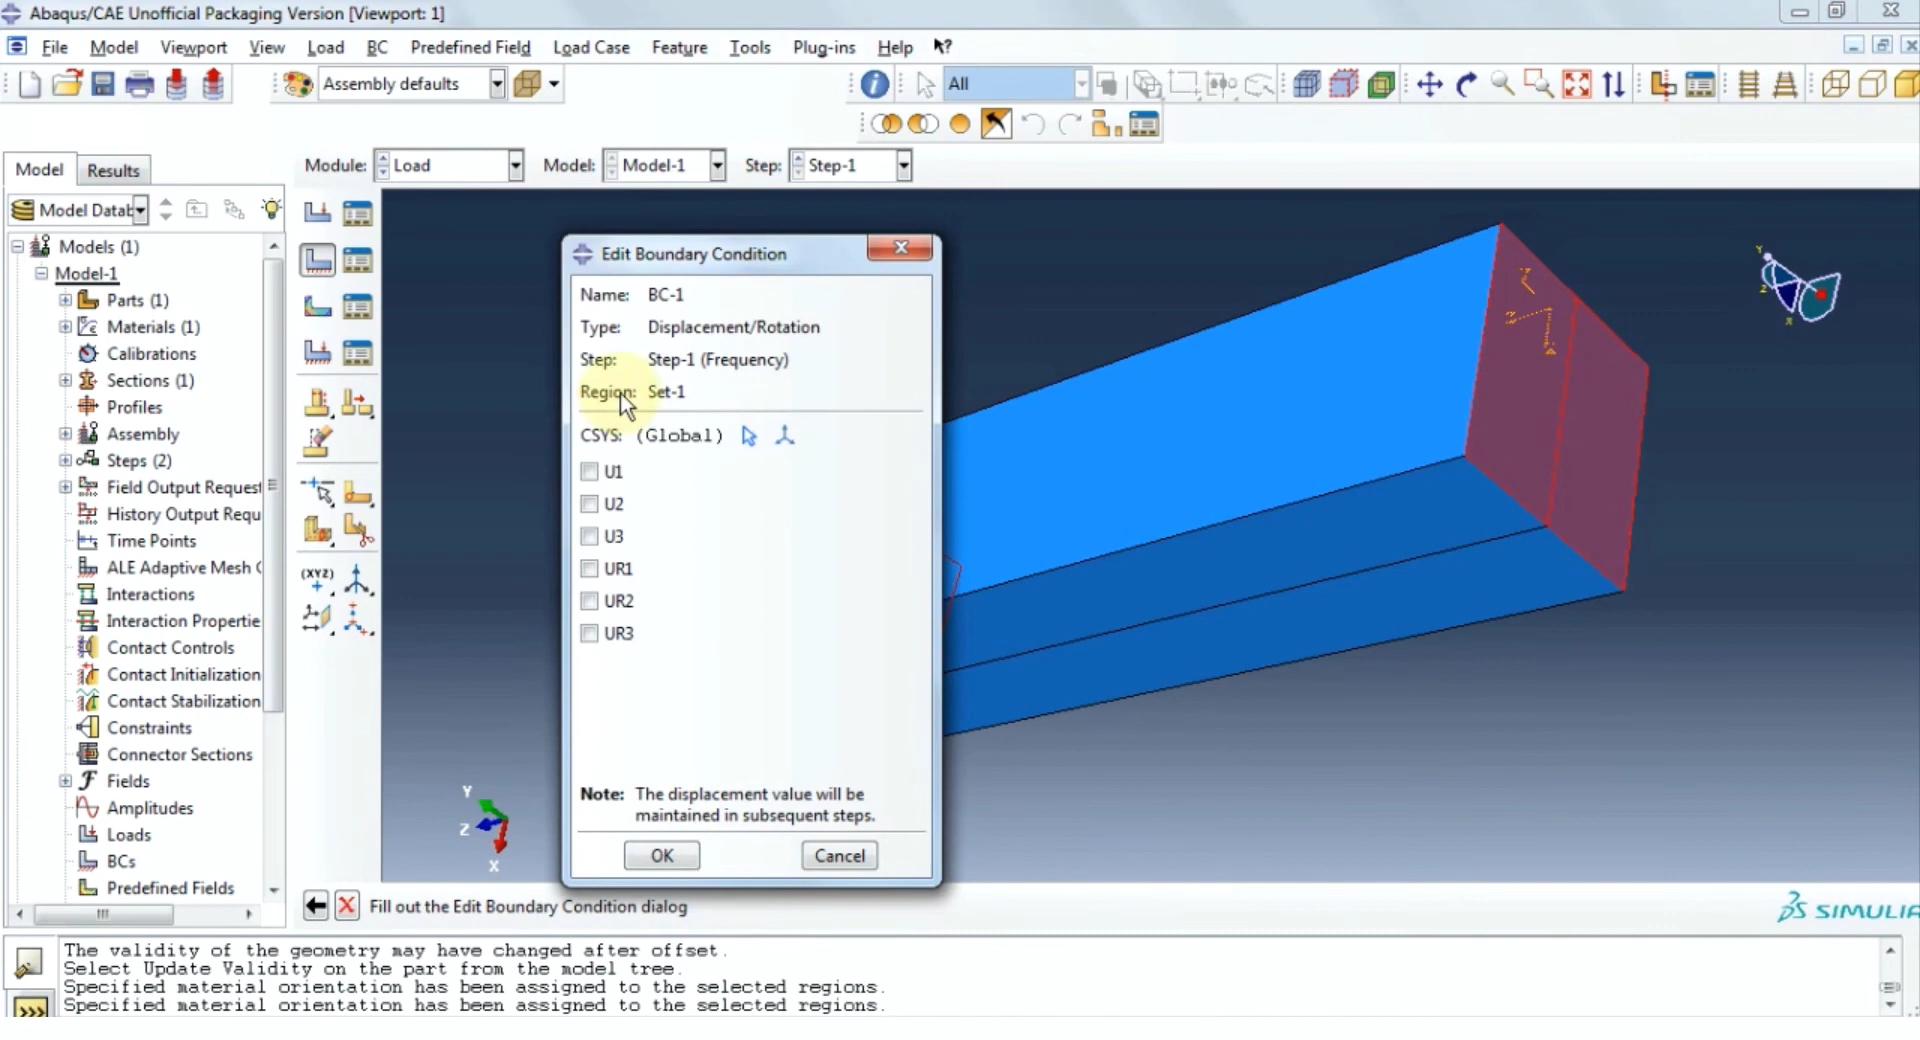 Abaqus/CAE Unofficial Packaging Version [Viewport: 1]
File Model Viewport View Load BC Predefined Field Load Case Feature Tools Plug-ins Help
Assembly defaults All
Model Results Module: Load Model: Model-1 Step: Step-1
Model Datab
Models (1)
Model-1
Parts (1)
Materials (1)
Calibrations
Sections (1)
Profiles
Assembly
Steps (2)
Field Output Request
History Output Requ
Time Points
ALE Adaptive Mesh C
Interactions
Interaction Propertie
Contact Controls
Contact Initialization
Contact Stabilization
Constraints
Connector Sections
Fields
Amplitudes
Loads
BCs
Predefined Fields
(XYZ)
Edit Boundary Condition
Name: BC-1
Type: Displacement/Rotation
Step: Step-1 (Frequency)
Region: Set-1
CSYS: (Global)
U1
U2
U3
UR1
UR2
UR3
Note: The displacement value will be
maintained in subsequent steps.
OK Cancel
Y
Z
X
Y
Z
X
Fill out the Edit Boundary Condition dialog
SIMULIA
The validity of the geometry may have changed after offset.
Select Update Validity on the part from the model tree.
Specified material orientation has been assigned to the selected regions.
Specified material orientation has been assigned to the selected regions.
>>>